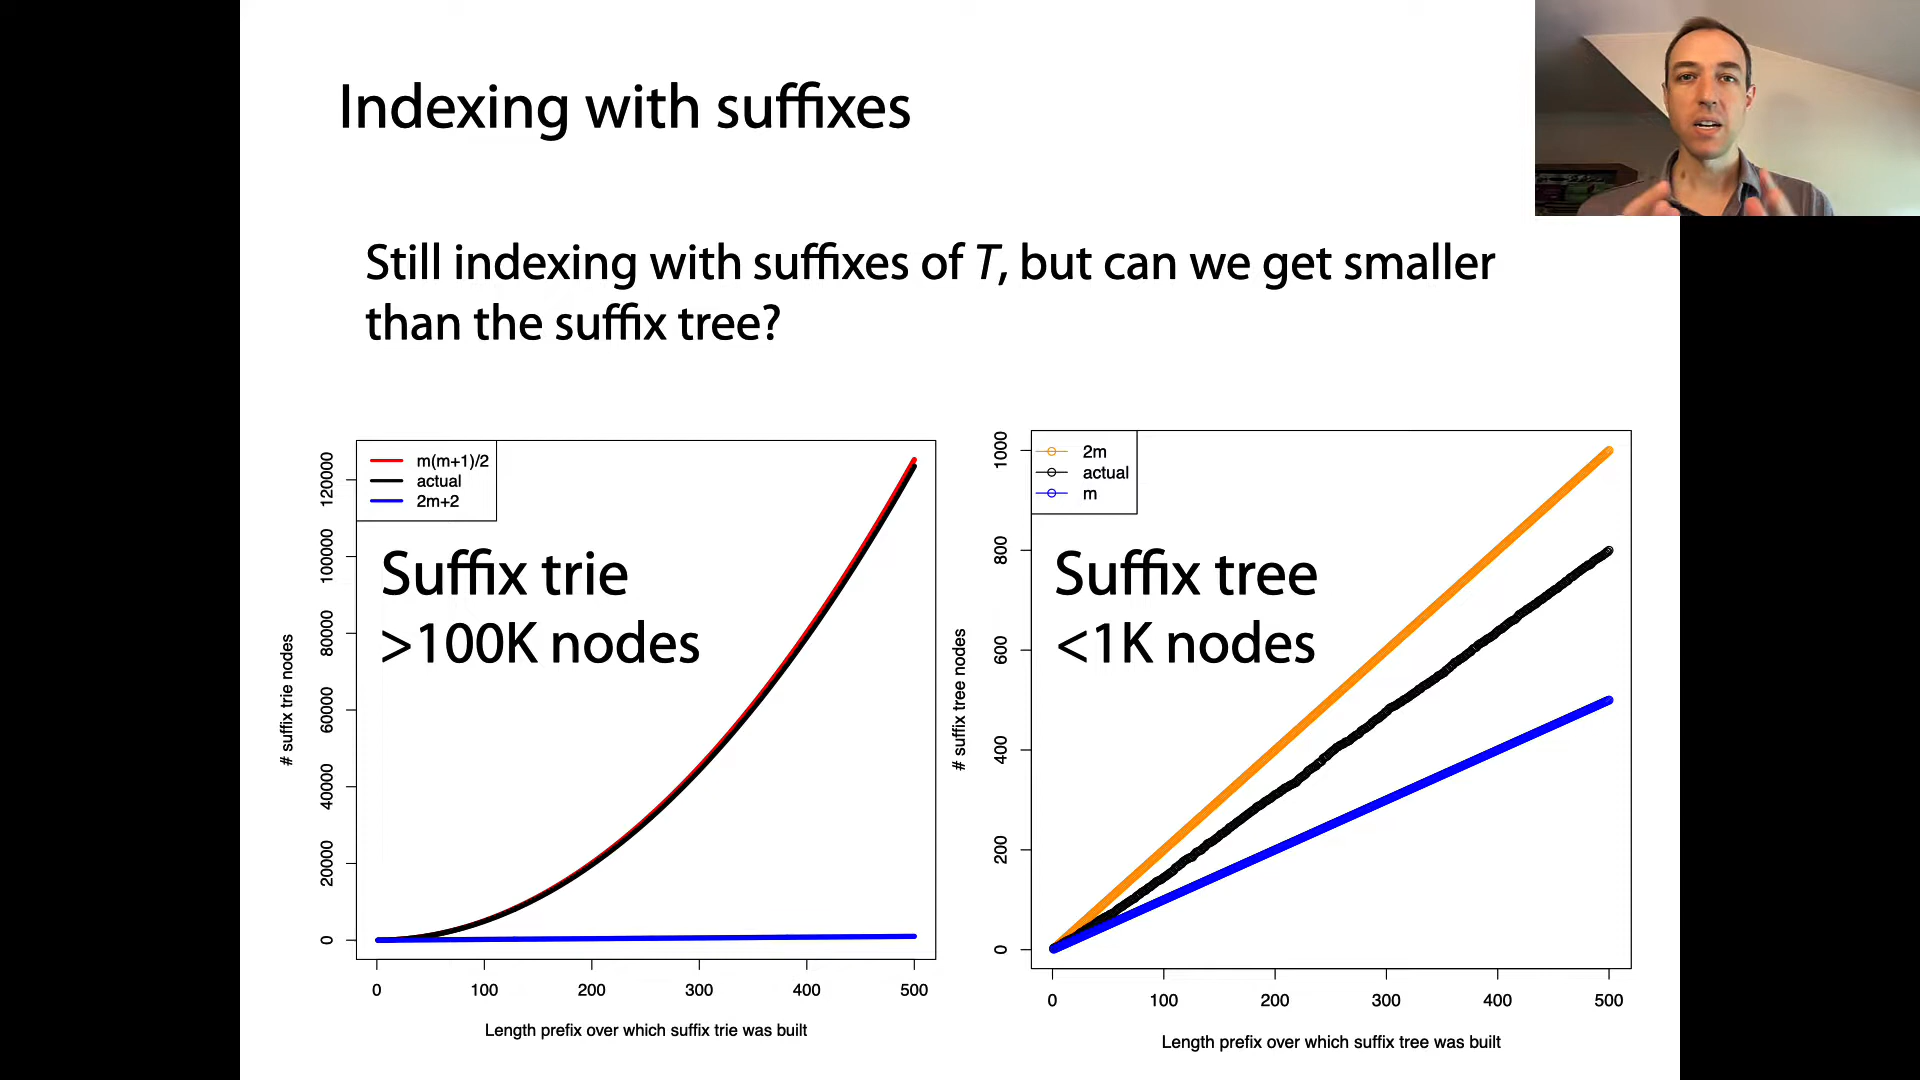 Indexing with suffixes
Still indexing with suffixes of T, but can we get smaller
than the suffix tree?
m(m+1)/2
actual
2m+2
Suffix trie
>100K nodes
# suffix trie nodes
0
20000
40000
60000
80000
100000
120000
0 100 200 300 400 500
Length prefix over which suffix trie was built
2m
actual
m
Suffix tree
<1K nodes
# suffix tree nodes
0
200
400
600
800
1000
0 100 200 300 400 500
Length prefix over which suffix tree was built